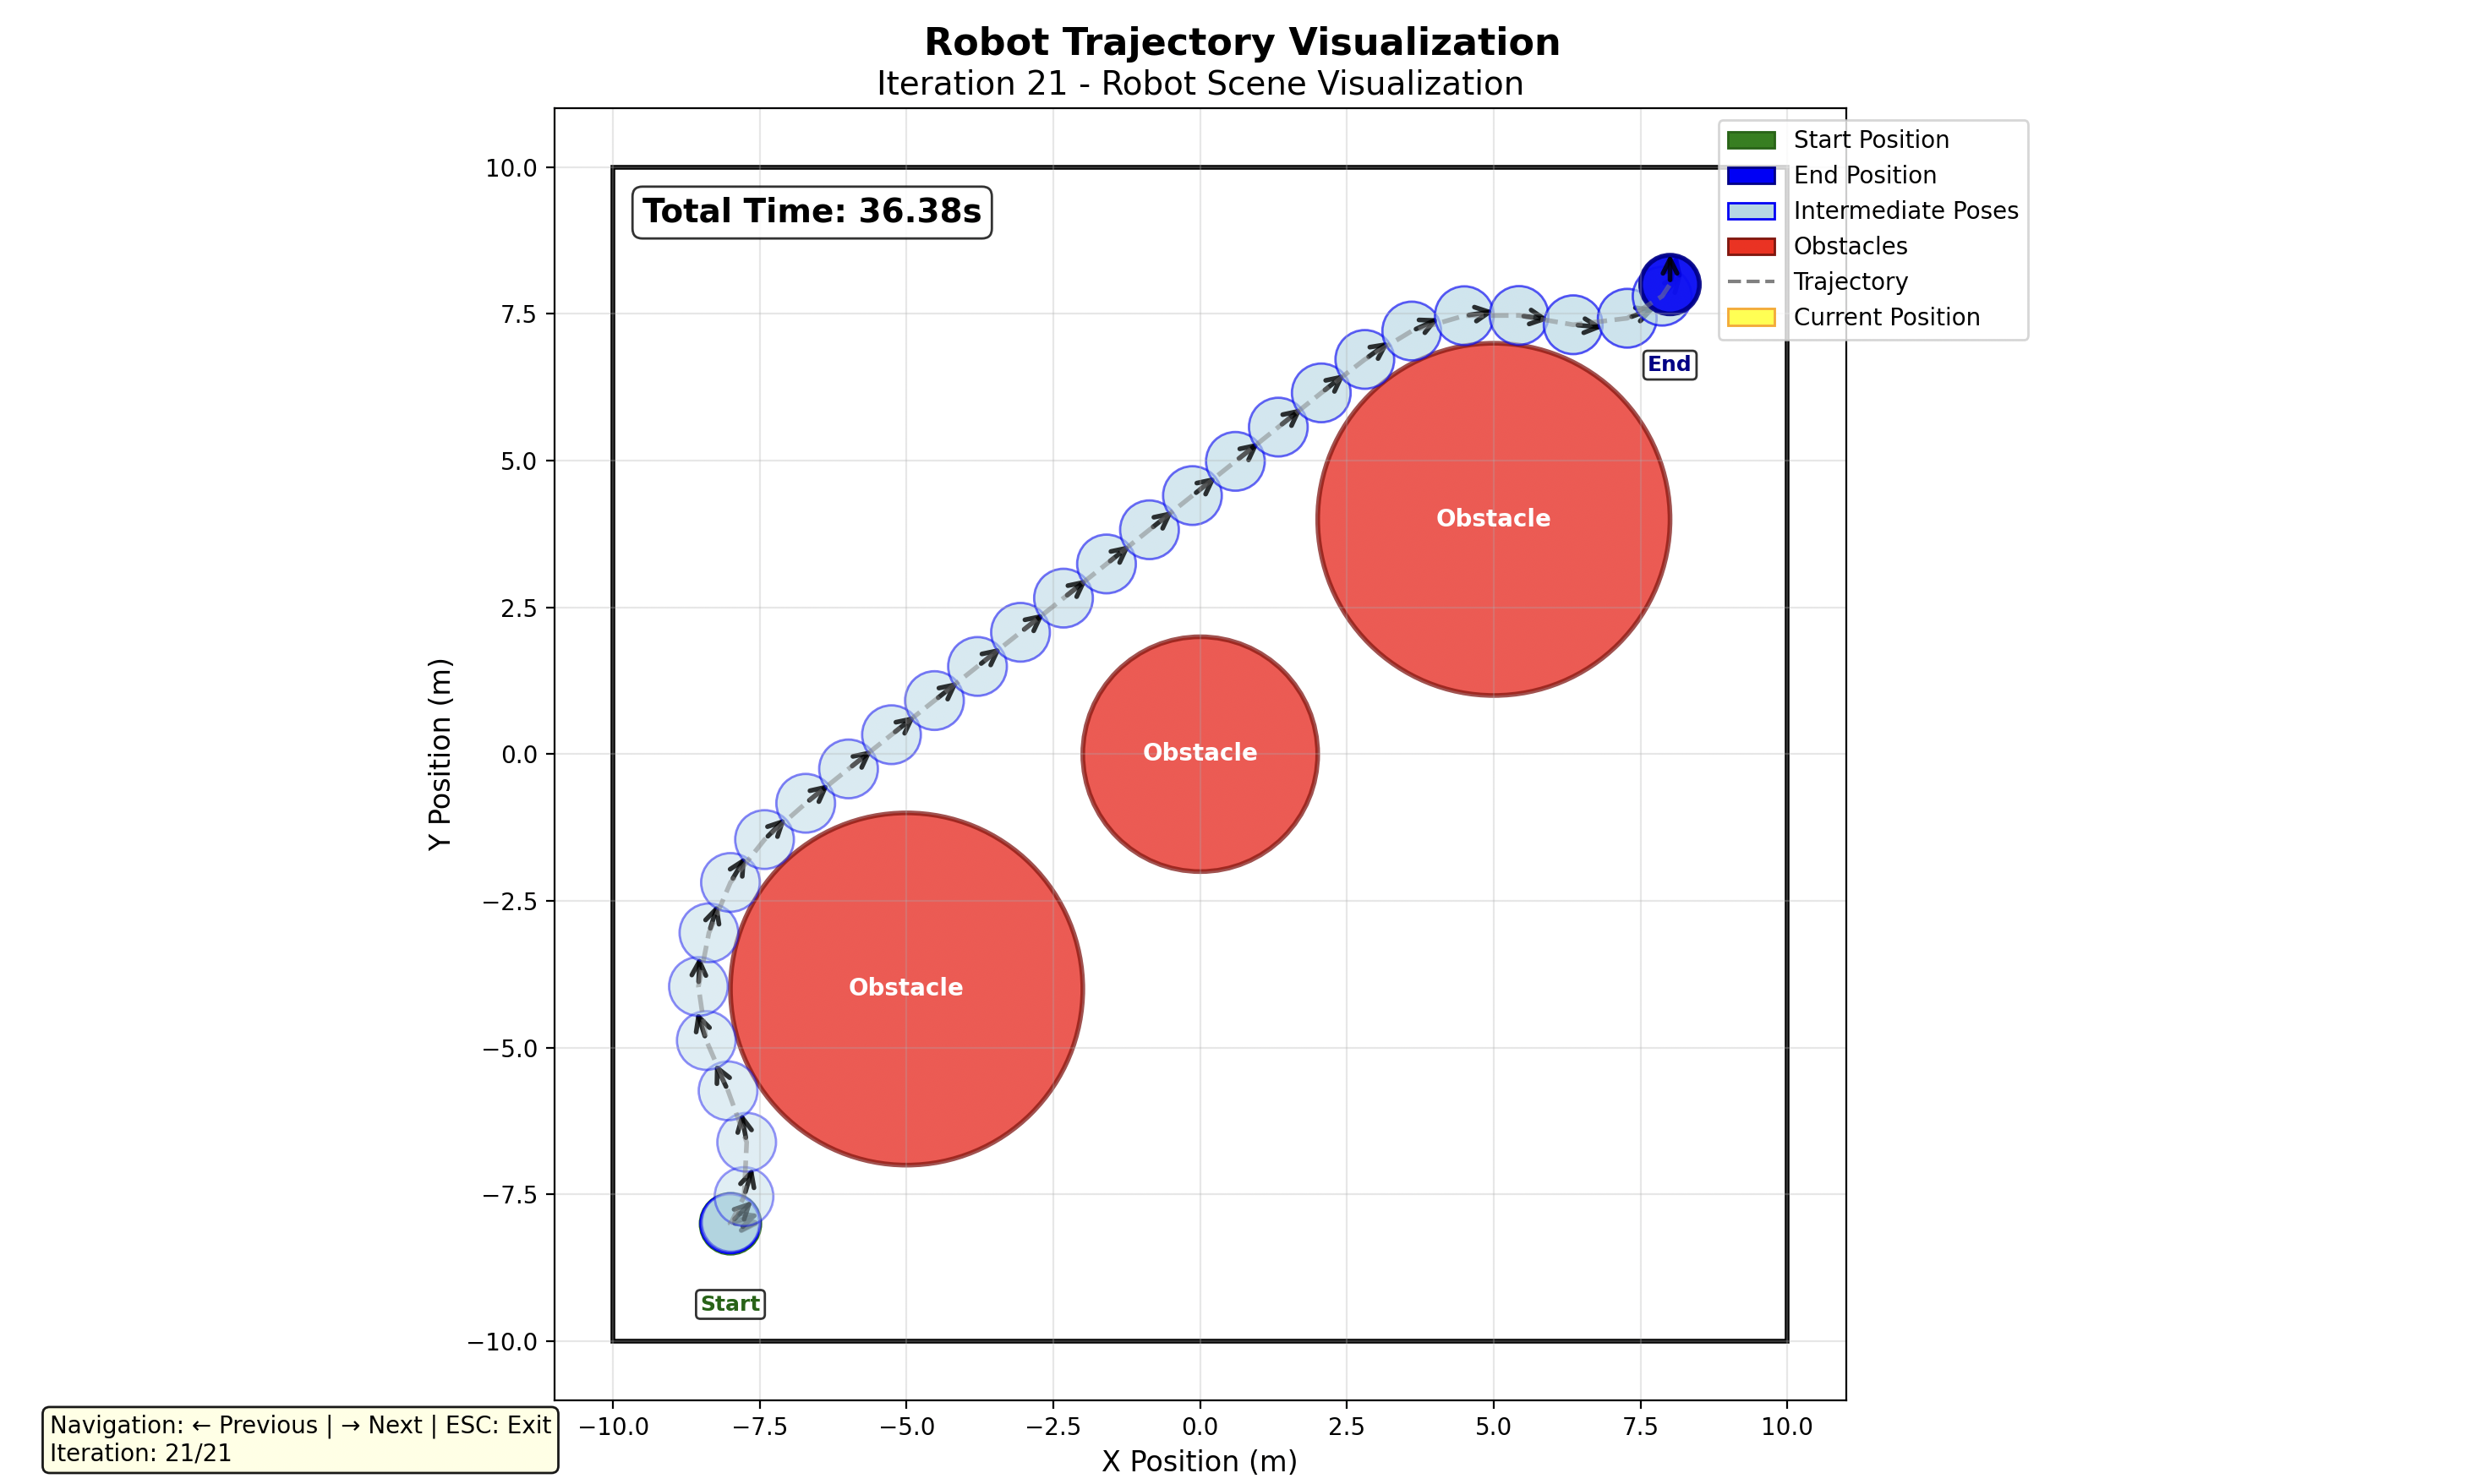 Robot Trajectory Visualization
Iteration 21 - Robot Scene Visualization
Total Time: 36.38s
Start Position
End Position
Intermediate Poses
Obstacles
Trajectory
Current Position
10.0
7.5
5.0
2.5
0.0
−2.5
−5.0
−7.5
−10.0
Y Position (m)
End
Obstacle
Obstacle
Obstacle
Start
−10.0
−7.5
−5.0
−2.5
0.0
2.5
5.0
7.5
10.0
X Position (m)
Navigation: ← Previous | → Next | ESC: Exit
Iteration: 21/21